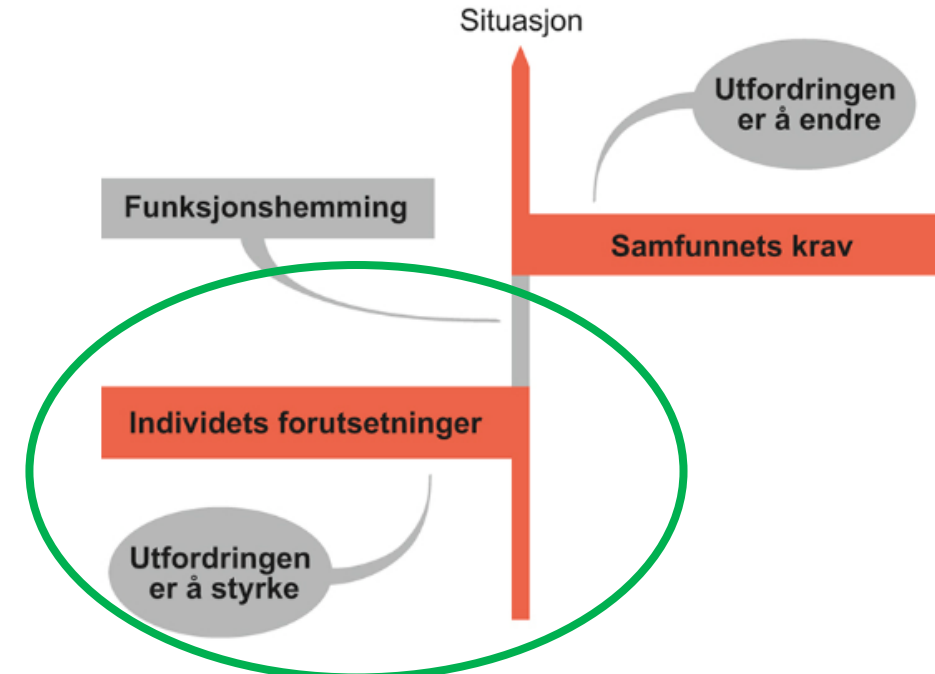 Situasjon
Utfordringen
er å endre
Funksjonshemming
Samfunnets krav
Individets forutsetninger
Utfordringen
er å styrke